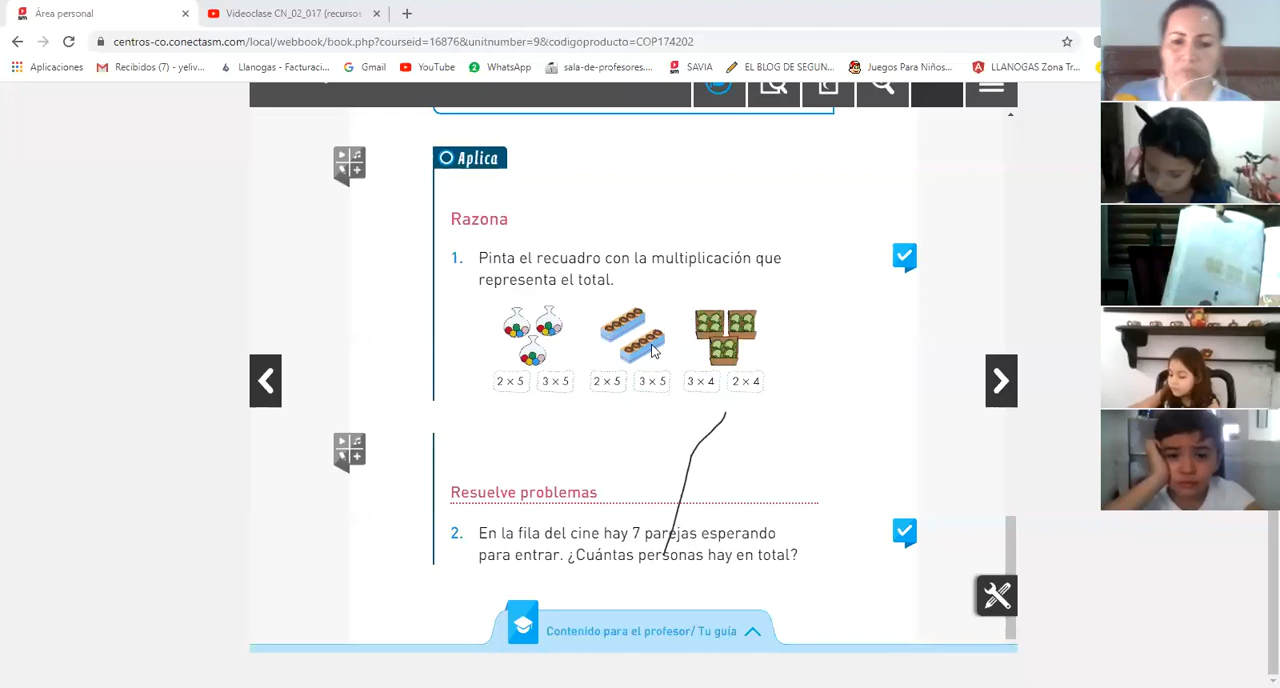 Área personal
Videoclase CN_02_017 (recursos
centros-co.conectasm.com/local/webbook/book.php?courseid=16876&unitnumber=9&codigoproducto=COP174202
Aplicaciones
Recibidos (7) - yeliv...
Llanogas - Facturaci...
Gmail
YouTube
WhatsApp
sala-de-profesores....
SAVIA
EL BLOG DE SEGUN...
Juegos Para Niños...
LLANOGAS Zona Tr...
Aplica
Razona
1. Pinta el recuadro con la multiplicación que
representa el total.
2 × 5 3 × 5 2 × 5 3 × 5 3 × 4 2 × 4
Resuelve problemas
2. En la fila del cine hay 7 parejas esperando
para entrar. ¿Cuántas personas hay en total?
Contenido para el profesor/ Tu guía